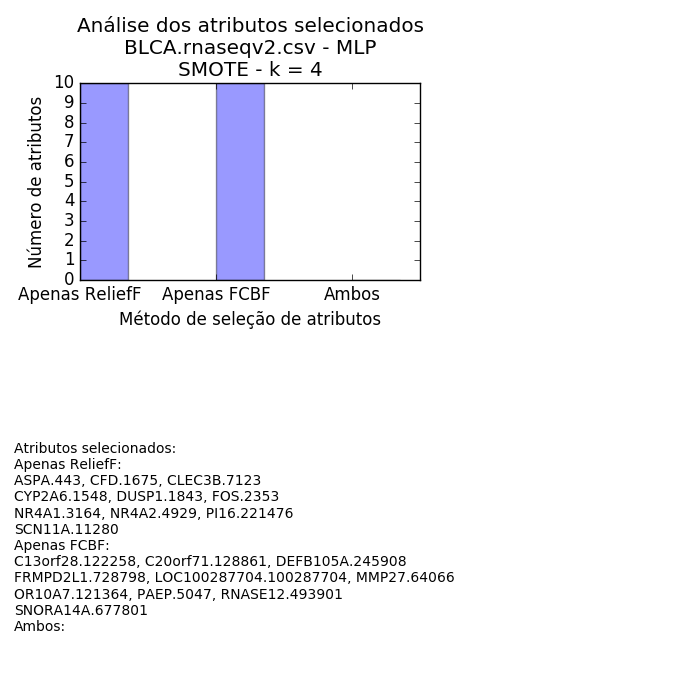 Análise dos atributos selecionados
BLCA.rnaseqv2.csv - MLP
SMOTE - k = 4
10
9
8
7
6
5
4
3
2
1
0
Número de atributos
Apenas ReliefF
Apenas FCBF
Ambos
Método de seleção de atributos
Atributos selecionados:
Apenas ReliefF:
ASPA.443, CFD.1675, CLEC3B.7123
CYP2A6.1548, DUSP1.1843, FOS.2353
NR4A1.3164, NR4A2.4929, PI16.221476
SCN11A.11280
Apenas FCBF:
C13orf28.122258, C20orf71.128861, DEFB105A.245908
FRMPD2L1.728798, LOC100287704.100287704, MMP27.64066
OR10A7.121364, PAEP.5047, RNASE12.493901
SNORA14A.677801
Ambos: